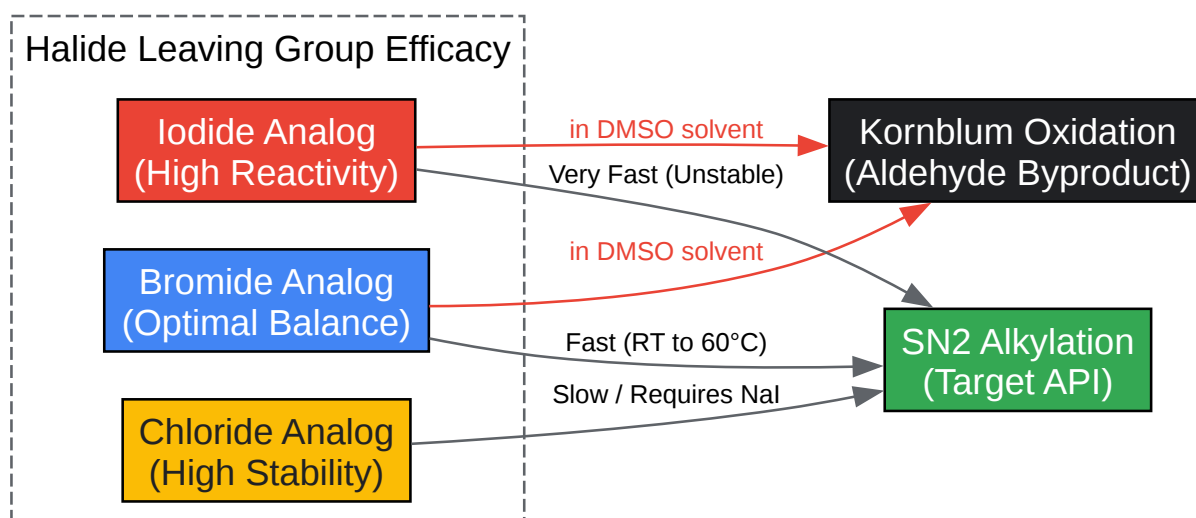 Halide Leaving Group Efficacy
Iodide Analog
(High Reactivity)
in DMSO solvent
Very Fast (Unstable)
Kornblum Oxidation
(Aldehyde Byproduct)
Bromide Analog
(Optimal Balance)
in DMSO solvent
Fast (RT to 60°C)
Slow / Requires NaI
SN2 Alkylation
(Target API)
Chloride Analog
(High Stability)